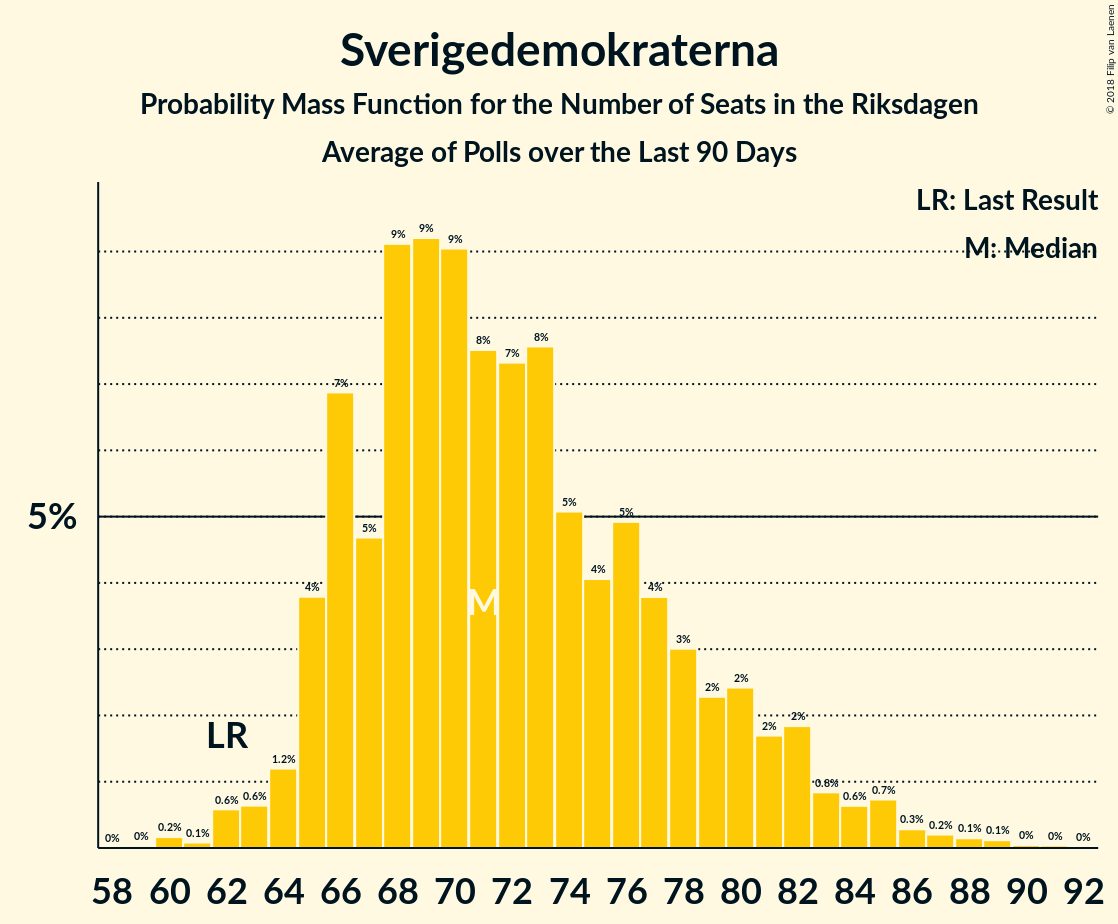 Sverigedemokraterna
Probability Mass Function for the Number of Seats in the Riksdagen
Average of Polls over the Last 90 Days
© 2018 Filip van Laenen
LR: Last Result
M: Median
5%
LR
M
0% 0% 0.2% 0.1% 0.6% 0.6% 1.2% 4% 7% 5% 9% 9% 9% 8% 7% 8% 5% 4% 5% 4% 3% 2% 2% 2% 2% 0.8% 0.6% 0.7% 0.3% 0.2% 0.1% 0.1% 0% 0% 0%
58 60 62 64 66 68 70 72 74 76 78 80 82 84 86 88 90 92